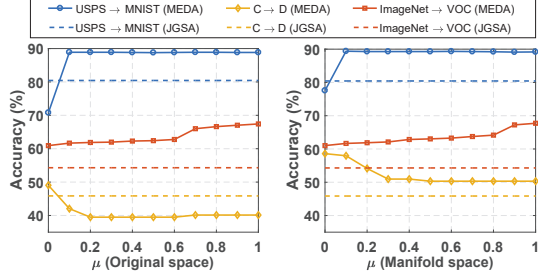 USPS → MNIST (MEDA) C → D (MEDA) ImageNet → VOC (MEDA)
USPS → MNIST (JGSA) C → D (JGSA) ImageNet → VOC (JGSA)
Accuracy (%)
90
80
70
60
50
40
0 0.2 0.4 0.6 0.8 1
μ (Original space)
Accuracy (%)
90
80
70
60
50
40
0 0.2 0.4 0.6 0.8 1
μ (Manifold space)